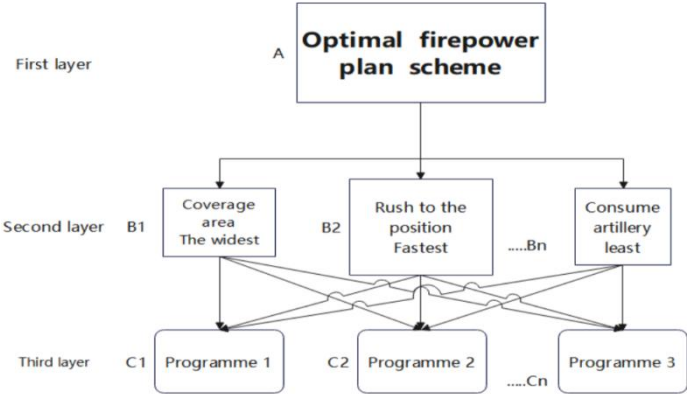 Optimal firepower
plan scheme
A
First layer
Second layer
B1
Coverage
area
The widest
B2
Rush to the
position
Fastest
.....Bn
Consume
artillery
least
Third layer
C1
Programme 1
C2
Programme 2
.....Cn
Programme 3